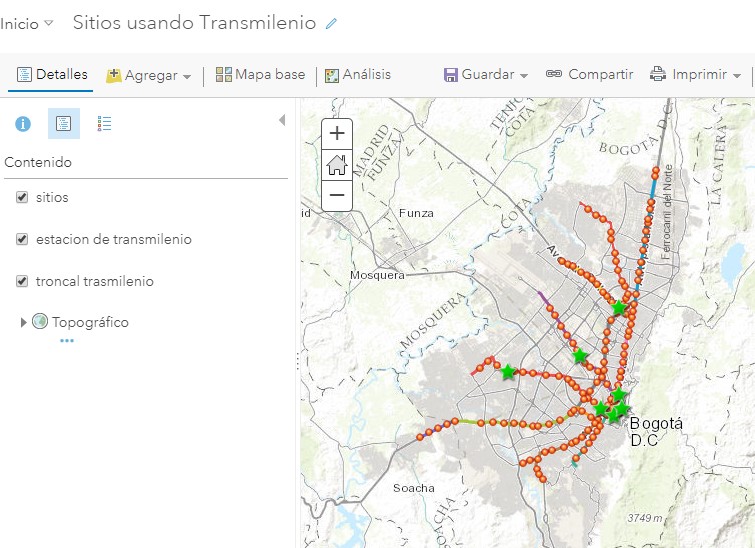 Inicio
Sitios usando Transmilenio
Detalles
Agregar
Mapa base
Análisis
Guardar
Compartir
Imprimir
Contenido
sitios
estacion de transmilenio
troncal trasmilenio
Topográfico
MADRID
FUNZA
TENJO
COTA
BOGOTÁ, D.C.
LA CALERA
Funza
COTA
Ferrocarril del Norte
Av
Mosquera
MOSQUERA
Bogotá
D.C
Soacha
SOACHA
3749 m